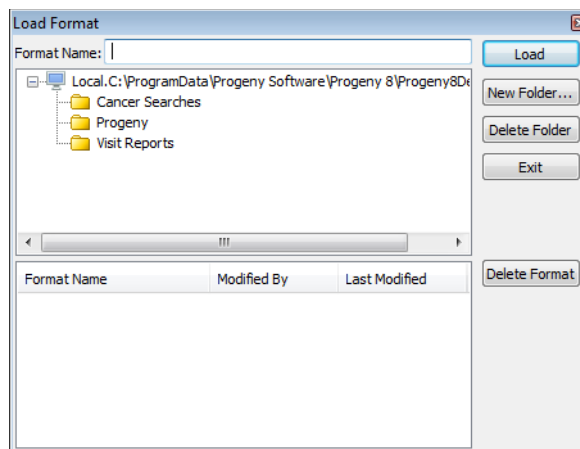 Load Format
Format Name:
Load
Local.C:\ProgramData\Progeny Software\Progeny 8\Progeny8De
Cancer Searches
Progeny
Visit Reports
New Folder...
Delete Folder
Exit
Format Name Modified By Last Modified
Delete Format